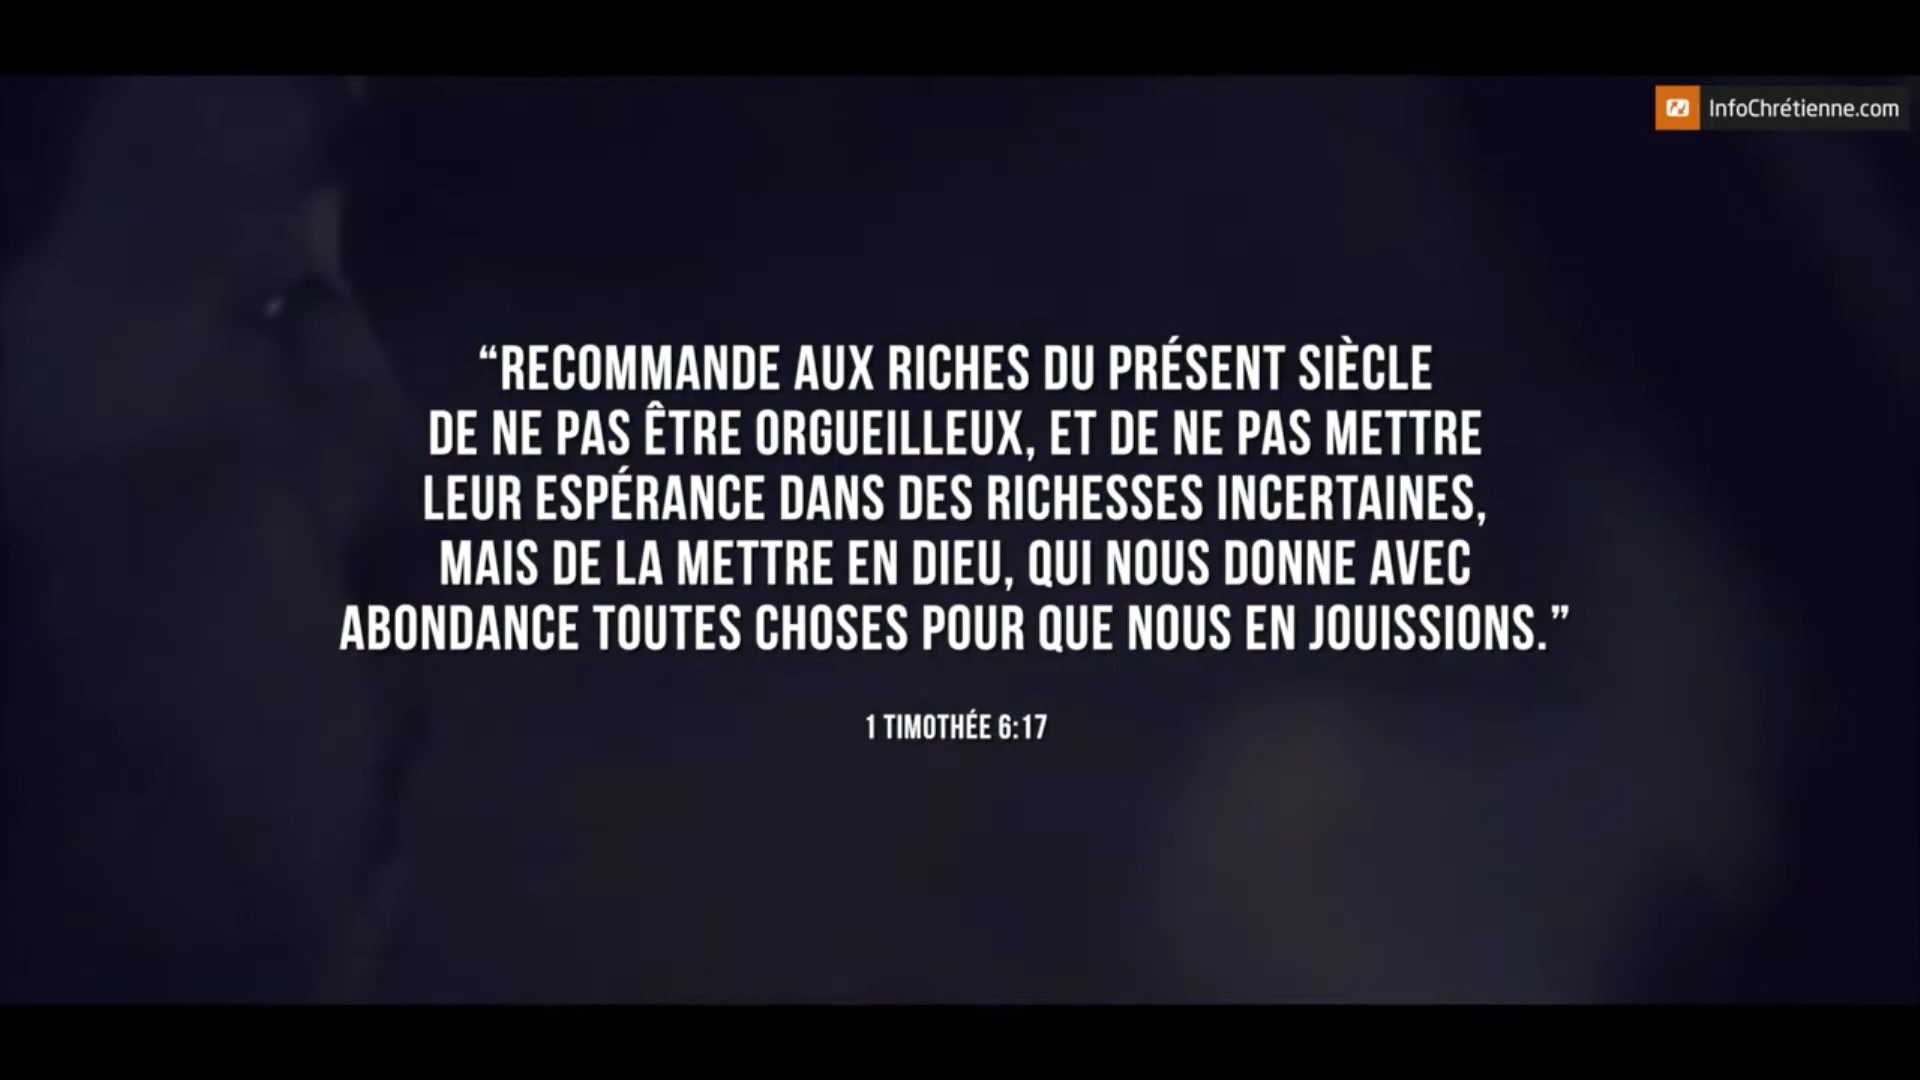 InfoChrétienne.com
“RECOMMANDE AUX RICHES DU PRÉSENT SIÈCLE
DE NE PAS ÊTRE ORGUEILLEUX, ET DE NE PAS METTRE
LEUR ESPÉRANCE DANS DES RICHESSES INCERTAINES,
MAIS DE LA METTRE EN DIEU, QUI NOUS DONNE AVEC
ABONDANCE TOUTES CHOSES POUR QUE NOUS EN JOUISSIONS.”
1 TIMOTHÉE 6:17